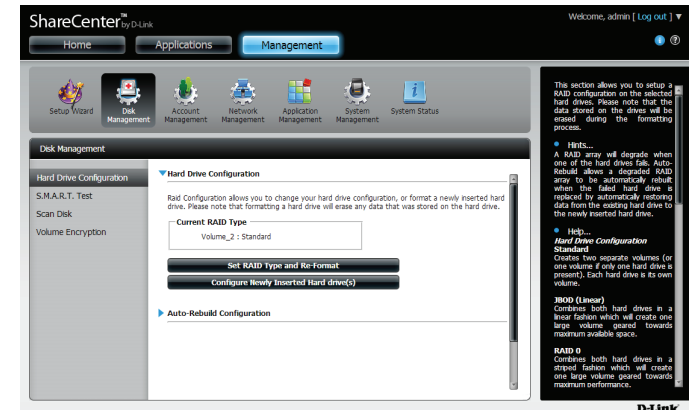 ShareCenter™ by D-Link
Welcome, admin [ Log out ] ▼
Home
Applications
Management
Setup Wizard
Disk
Management
Account
Management
Network
Management
Application
Management
System
Management
System Status
Disk Management
Hard Drive Configuration
S.M.A.R.T. Test
Scan Disk
Volume Encryption
Hard Drive Configuration
Raid Configuration allows you to change your hard drive configuration, or format a newly inserted hard
drive. Please note that formatting a hard drive will erase any data that was stored on the hard drive.
Current RAID Type
Volume_2 : Standard
Set RAID Type and Re-Format
Configure Newly Inserted Hard drive(s)
Auto-Rebuild Configuration
This section allows you to setup a
RAID configuration on the selected
hard drives. Please note that the
data stored on the drives will be
erased during the formatting
process.
Hints...
A RAID array will degrade when
one of the hard drives fails. Auto-
Rebuild allows a degraded RAID
array to be automatically rebuilt
when the failed hard drive is
replaced by automatically restoring
data from the existing hard drive to
the newly inserted hard drive.
Help...
Hard Drive Configuration
Standard
Creates two separate volumes (or
one volume if only one hard drive is
present). Each hard drive is its own
volume.
JBOD (Linear)
Combines both hard drives in a
linear fashion which will create one
large volume geared towards
maximum available space.
RAID 0
Combines both hard drives in a
striped fashion which will create
one large volume geared towards
maximum performance.
D-Link